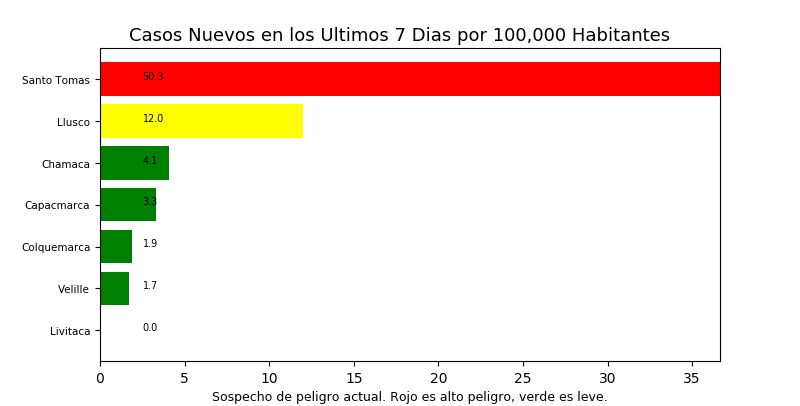 Casos Nuevos en los Ultimos 7 Dias por 100,000 Habitantes
Santo Tomas 50.3
Llusco 12.0
Chamaca 4.1
Capacmarca 3.3
Colquemarca 1.9
Velille 1.7
Livitaca 0.0
0 5 10 15 20 25 30 35
Sospecho de peligro actual. Rojo es alto peligro, verde es leve.